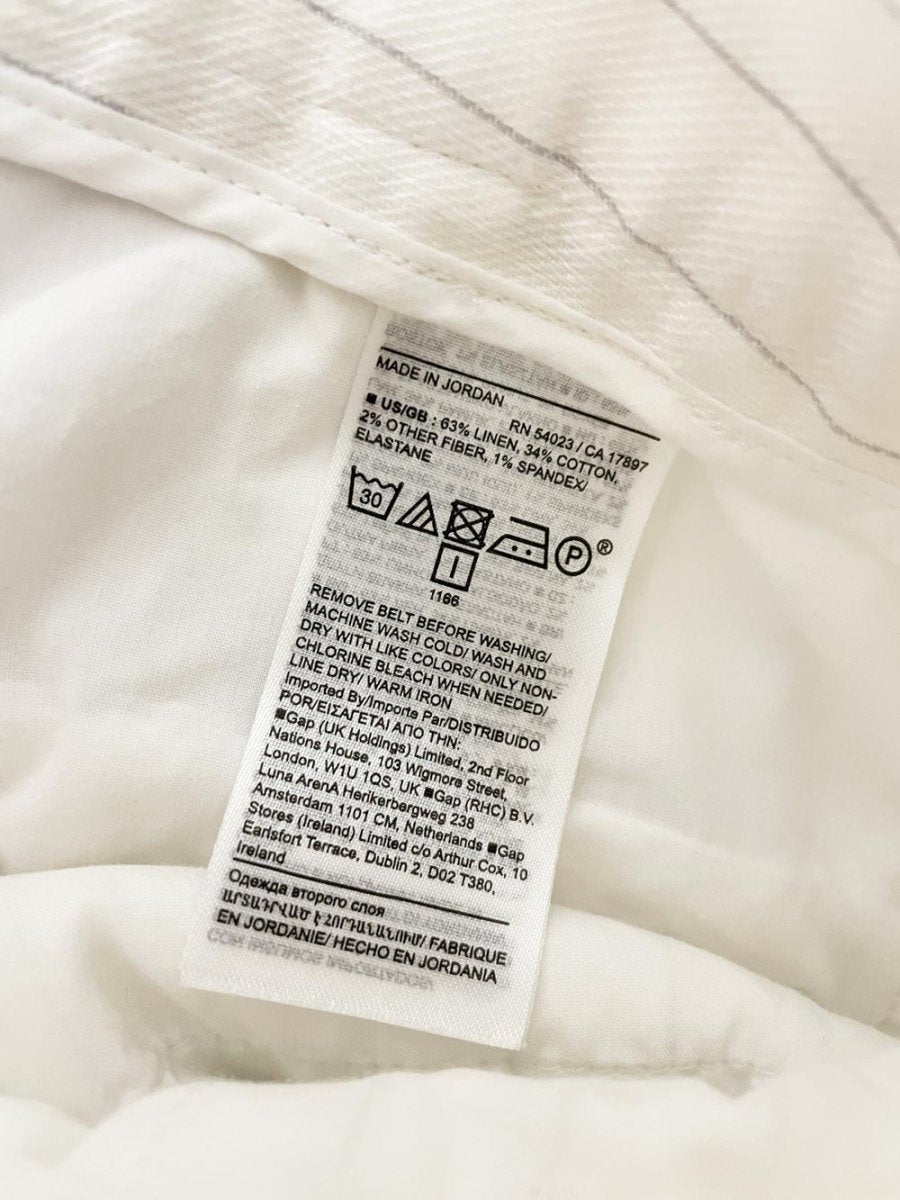 MADE IN JORDAN
RN 54023 / CA 17897
■ US/GB : 63% LINEN, 34% COTTON,
2% OTHER FIBER, 1% SPANDEX/
ELASTANE
30
P ®
1166
REMOVE BELT BEFORE WASHING/
MACHINE WASH COLD/ WASH AND
DRY WITH LIKE COLORS/ ONLY NON-
CHLORINE BLEACH WHEN NEEDED/
LINE DRY/ WARM IRON
Imported By/Importe Par/DISTRIBUIDO
POR/ΕΙΣΑΓΕΤΑΙ ΑΠΟ ΤΗΝ:
■Gap (UK Holdings) Limited, 2nd Floor
Nations House, 103 Wigmore Street,
London, W1U 1QS, UK ■Gap (RHC) B.V.
Luna ArenA Herikerbergweg 238
Amsterdam 1101 CM, Netherlands ■Gap
Stores (Ireland) Limited c/o Arthur Cox, 10
Earlsfort Terrace, Dublin 2, D02 T380,
Ireland
Одежда второго слоя
ԱՐՏԱԴՐՎԱԾ Է ՀՈՐԴԱՆԱՆՈՒՄ/ FABRIQUE
EN JORDANIE/ HECHO EN JORDANIA